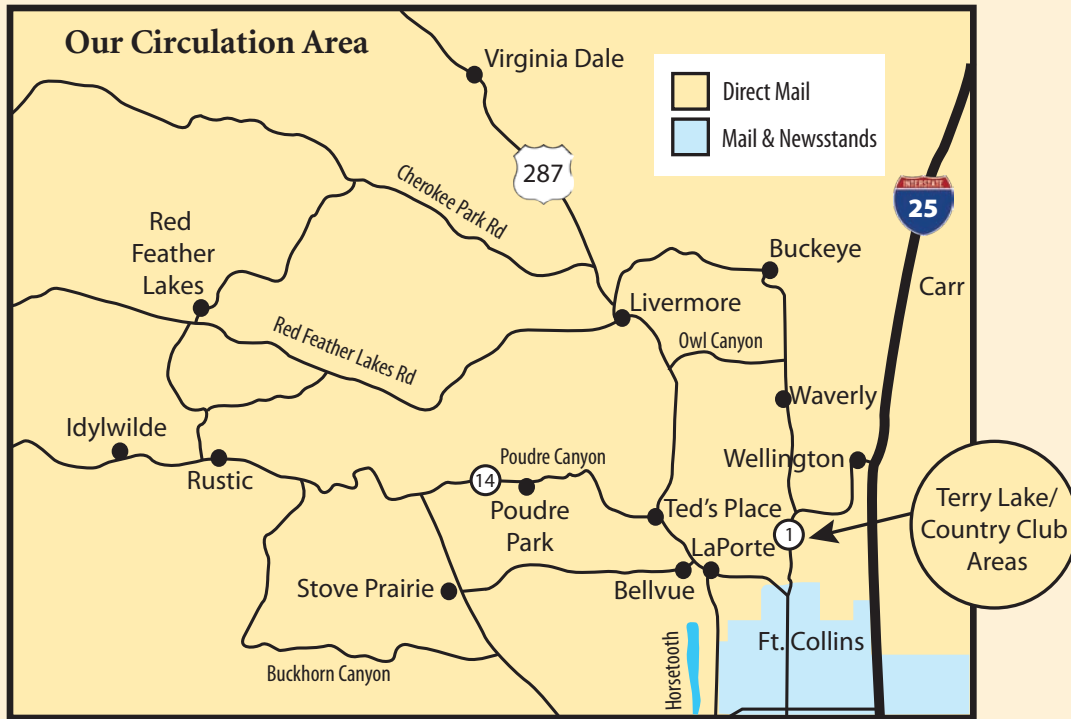 Our Circulation Area
Virginia Dale
Direct Mail
Mail & Newsstands
287
Cherokee Park Rd
INTERSTATE
25
Red
Feather
Lakes
Buckeye
Carr
Livermore
Red Feather Lakes Rd
Owl Canyon
Waverly
Idylwilde
Rustic
14
Poudre Canyon
Wellington
Poudre
Park
Ted's Place
1
Terry Lake/
Country Club
Areas
LaPorte
Stove Prairie
Bellvue
Ft. Collins
Horsetooth
Buckhorn Canyon